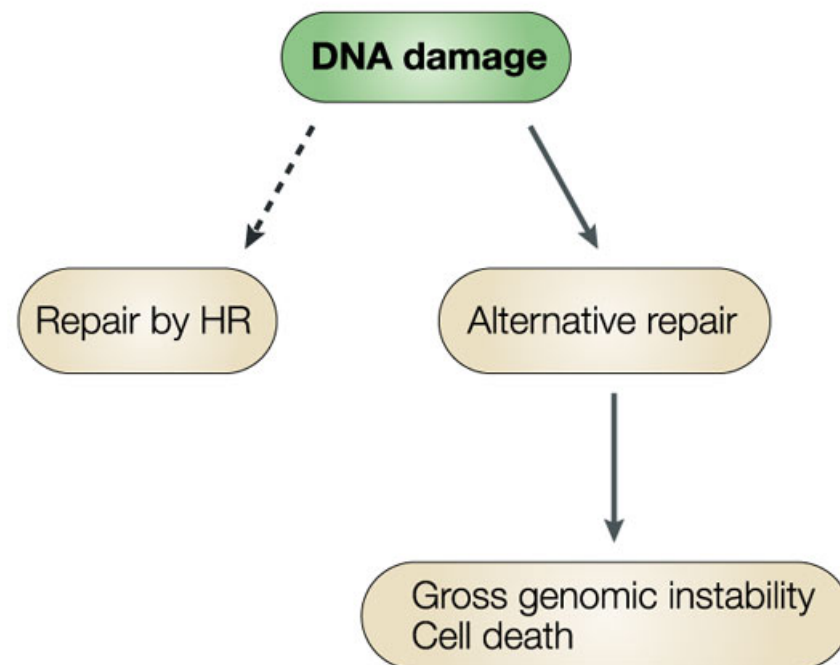 DNA damage
Repair by HR
Alternative repair
Gross genomic instability
Cell death